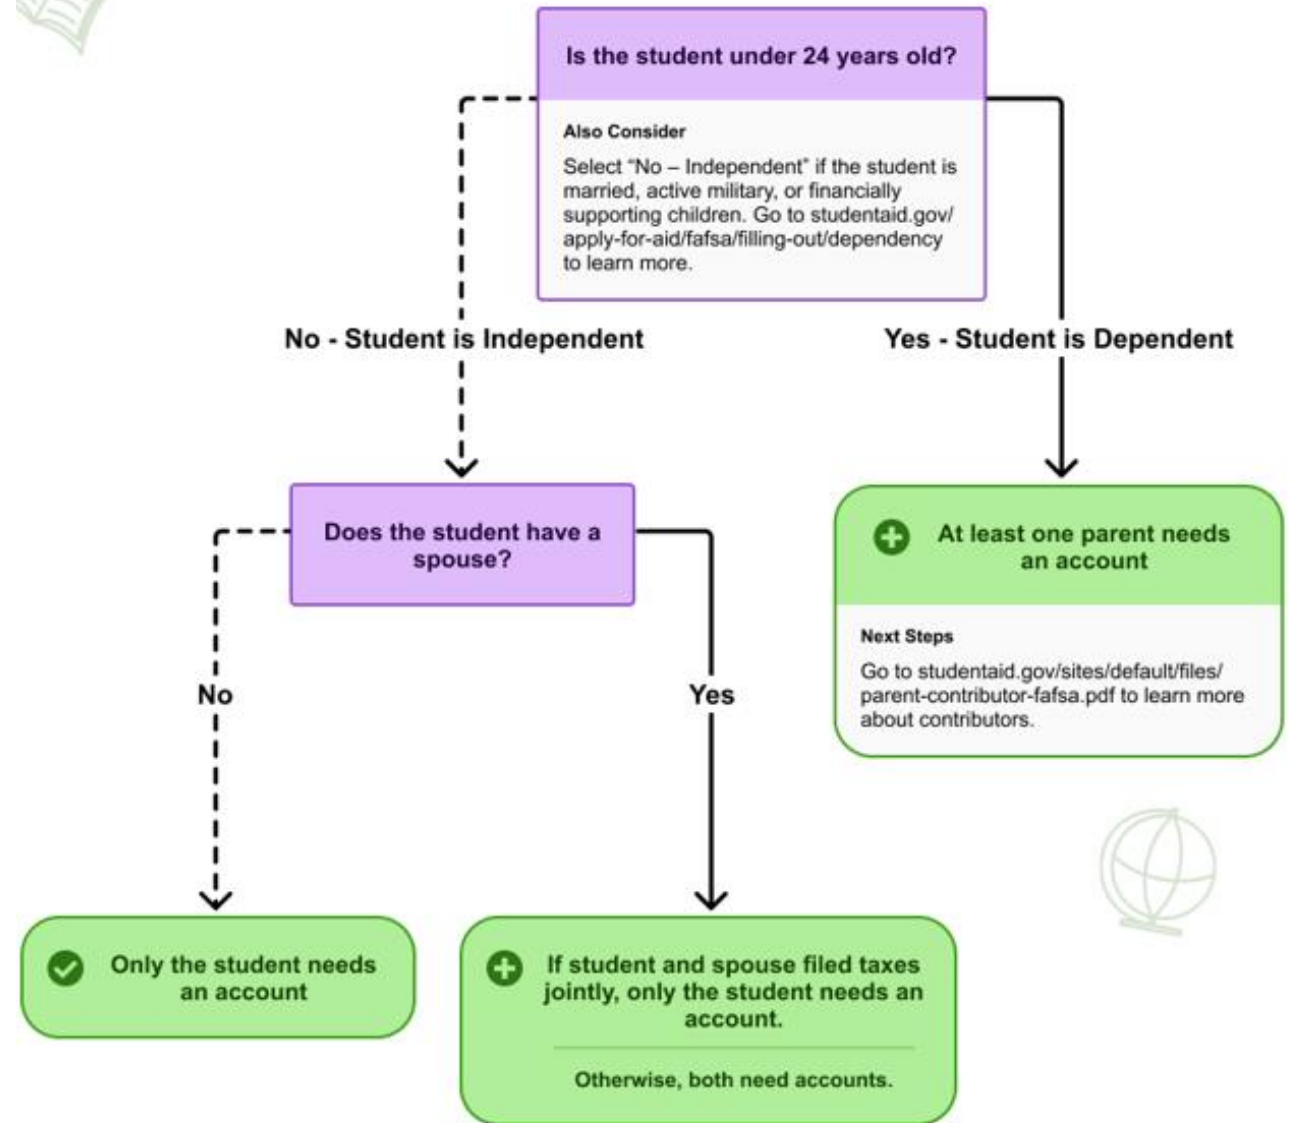 Is the student under 24 years old?
Also Consider
Select “No – Independent” if the student is
married, active military, or financially
supporting children. Go to studentaid.gov/
apply-for-aid/fafsa/filling-out/dependency
to learn more.
No - Student is Independent
Yes - Student is Dependent
Does the student have a
spouse?
At least one parent needs
an account
Next Steps
Go to studentaid.gov/sites/default/files/
parent-contributor-fafsa.pdf to learn more
about contributors.
No
Yes
Only the student needs
an account
If student and spouse filed taxes
jointly, only the student needs an
account.
Otherwise, both need accounts.